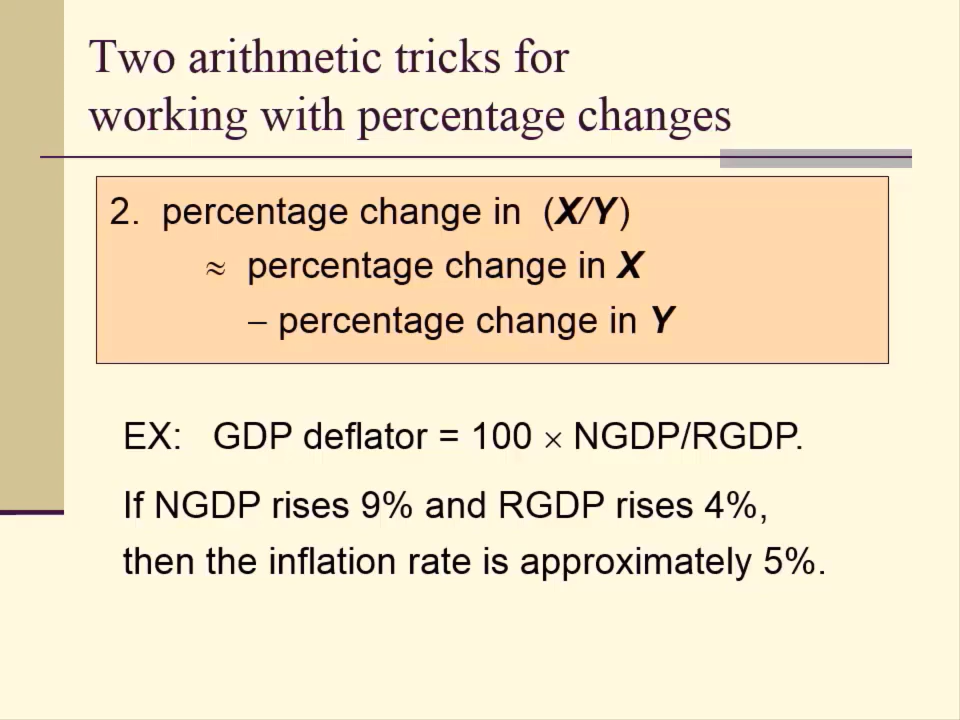 Two arithmetic tricks for
working with percentage changes
2. percentage change in (X/Y)
≈ percentage change in X
– percentage change in Y
EX: GDP deflator = 100 × NGDP/RGDP.
If NGDP rises 9% and RGDP rises 4%,
then the inflation rate is approximately 5%.